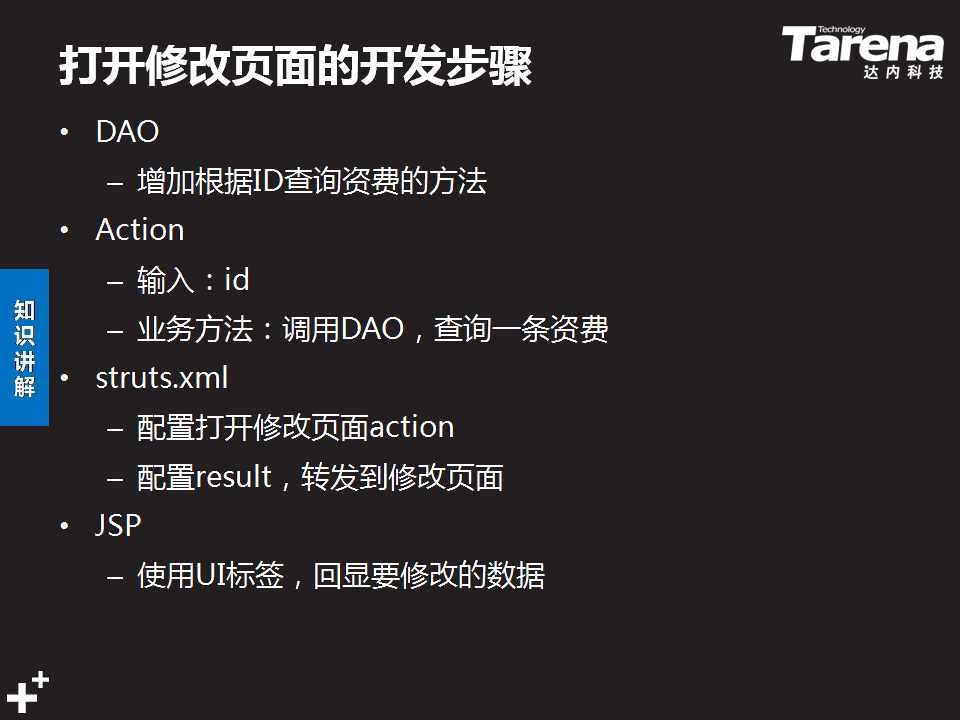 打开修改页面的开发步骤
Technology
Tarena
达内科技
• DAO
– 增加根据ID查询资费的方法
• Action
– 输入：id
– 业务方法：调用DAO，查询一条资费
• struts.xml
– 配置打开修改页面action
– 配置result，转发到修改页面
• JSP
– 使用UI标签，回显要修改的数据
知
识
讲
解